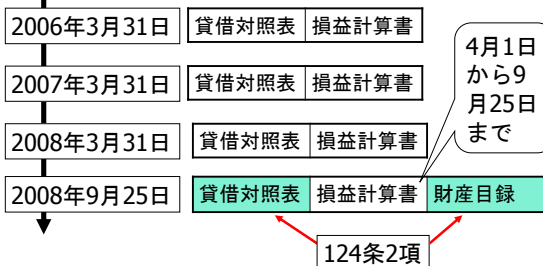 2006年3月31日 貸借対照表 損益計算書
2007年3月31日 貸借対照表 損益計算書
2008年3月31日 貸借対照表 損益計算書
4月1日
から9
月25日
まで
2008年9月25日 貸借対照表 損益計算書 財産目録
124条2項